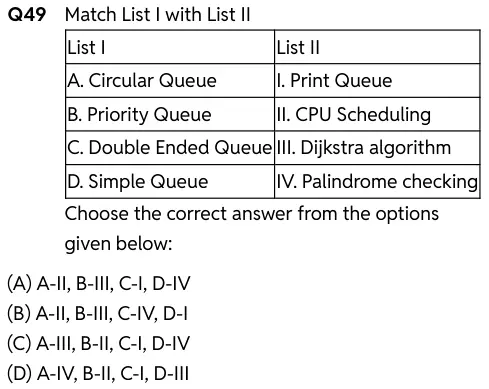 Q49 Match List I with List II
List I List II
A. Circular Queue I. Print Queue
B. Priority Queue II. CPU Scheduling
C. Double Ended Queue III. Dijkstra algorithm
D. Simple Queue IV. Palindrome checking
Choose the correct answer from the options
given below:
(A) A-II, B-III, C-I, D-IV
(B) A-II, B-III, C-IV, D-I
(C) A-III, B-II, C-I, D-IV
(D) A-IV, B-II, C-I, D-III